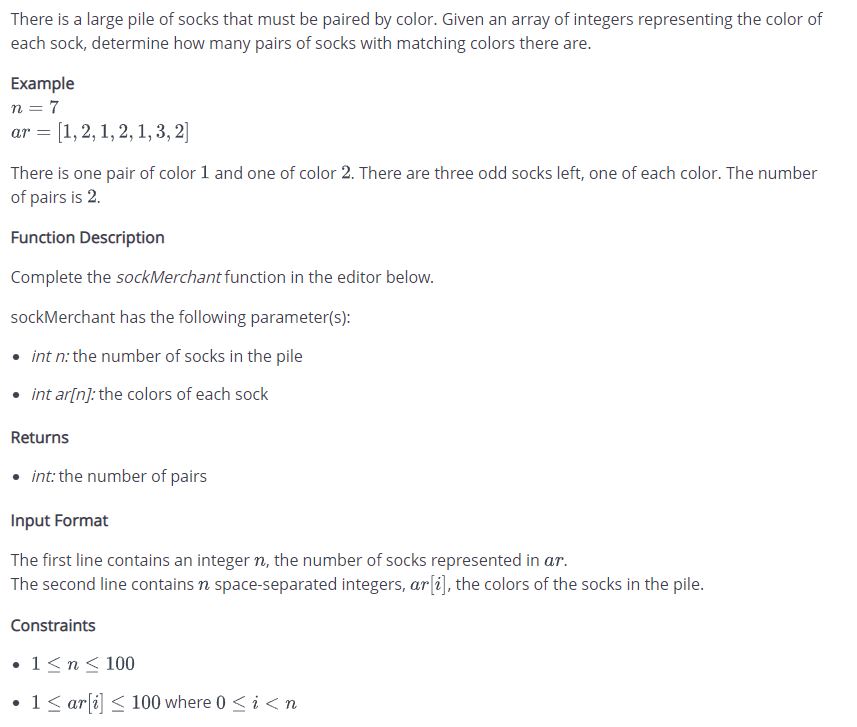 There is a large pile of socks that must be paired by color. Given an array of integers representing the color of
each sock, determine how many pairs of socks with matching colors there are.
Example
n = 7
ar = [1, 2, 1, 2, 1, 3, 2]
There is one pair of color 1 and one of color 2. There are three odd socks left, one of each color. The number
of pairs is 2.
Function Description
Complete the sockMerchant function in the editor below.
sockMerchant has the following parameter(s):
• int n: the number of socks in the pile
• int ar[n]: the colors of each sock
Returns
• int: the number of pairs
Input Format
The first line contains an integer n, the number of socks represented in ar.
The second line contains n space-separated integers, ar[i], the colors of the socks in the pile.
Constraints
• 1 ≤ n ≤ 100
• 1 ≤ ar[i] ≤ 100 where 0 ≤ i < n